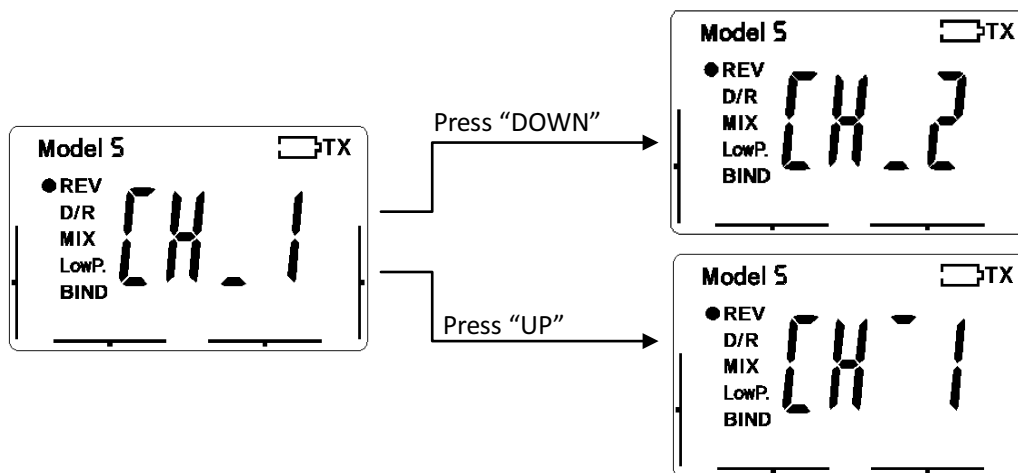 Model 5 TX
REV
D/R
MIX
LowP.
BIND
CH_1
Press “DOWN”
Model 5 TX
REV
D/R
MIX
LowP.
BIND
CH_2
Press “UP”
Model 5 TX
REV
D/R
MIX
LowP.
BIND
CH‾1